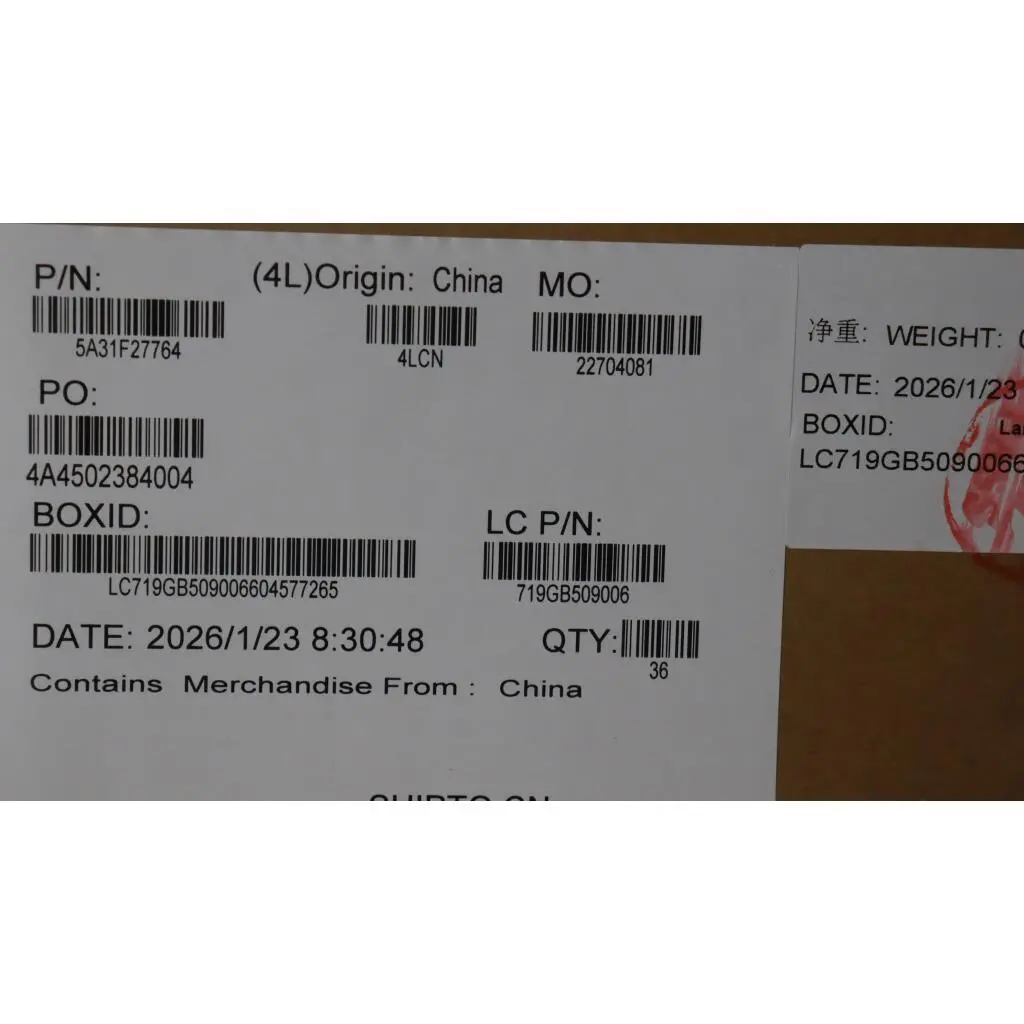 P/N: (4L)Origin: China MO:
5A31F27764 4LCN 22704081
PO:
4A4502384004
BOXID: LC P/N:
LC719GB509006604577265 719GB509006
DATE: 2026/1/23 8:30:48 QTY:
36
Contains Merchandise From : China
净重: WEIGHT:
DATE: 2026/1/23
BOXID:
LC719GB5090066